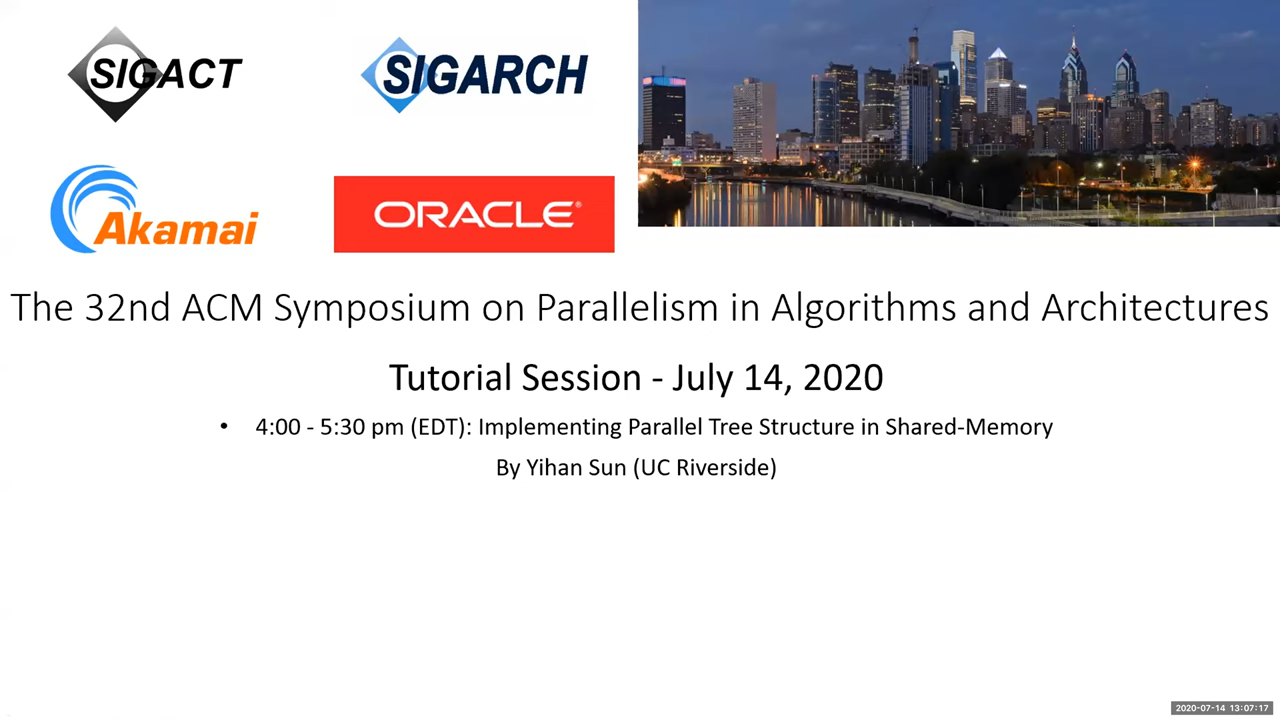 SIGACT
SIGARCH
Akamai
ORACLE®
The 32nd ACM Symposium on Parallelism in Algorithms and Architectures
Tutorial Session - July 14, 2020
• 4:00 - 5:30 pm (EDT): Implementing Parallel Tree Structure in Shared-Memory
By Yihan Sun (UC Riverside)
2020-07-14 13:07:17